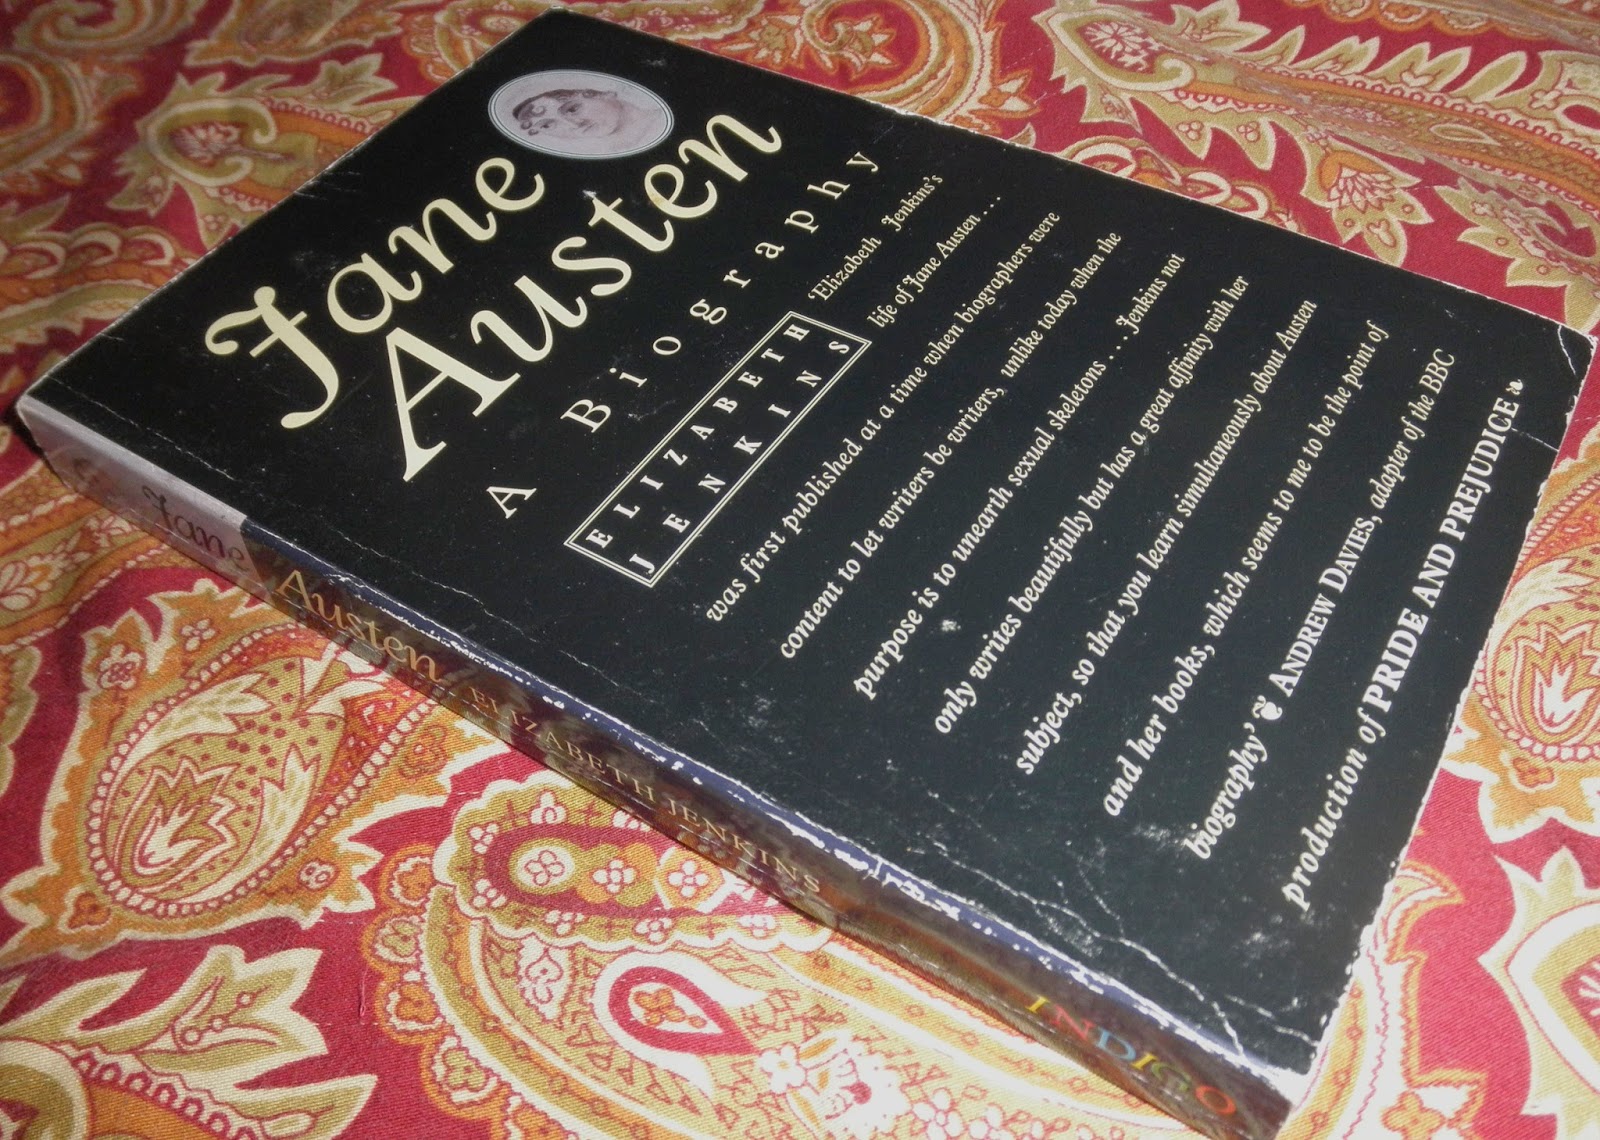 Jane
Austen
A Biography
ELIZABETH
JENKINS
'Elizabeth Jenkins's
life of Jane Austen ...
was first published at a time when biographers were
content to let writers be writers, unlike today when the
purpose is to unearth sexual skeletons .... Jenkins not
only writes beautifully but has a great affinity with her
subject, so that you learn simultaneously about Austen
and her books, which seems to me to be the point of
biography' ANDREW DAVIES, adapter of the BBC
production of PRIDE AND PREJUDICE
Jane Austen ELIZABETH JENKINS INDIGO